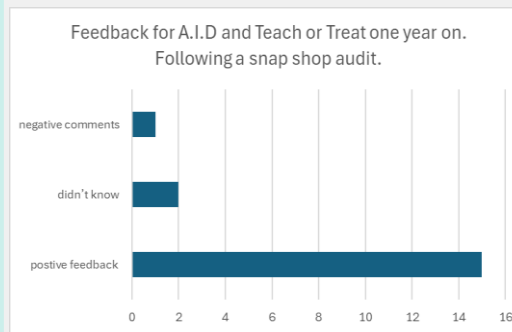 Feedback for A.I.D and Teach or Treat one year on.
Following a snap shop audit.
negative comments
didn't know
postive feedback
0 2 4 6 8 10 12 14 16